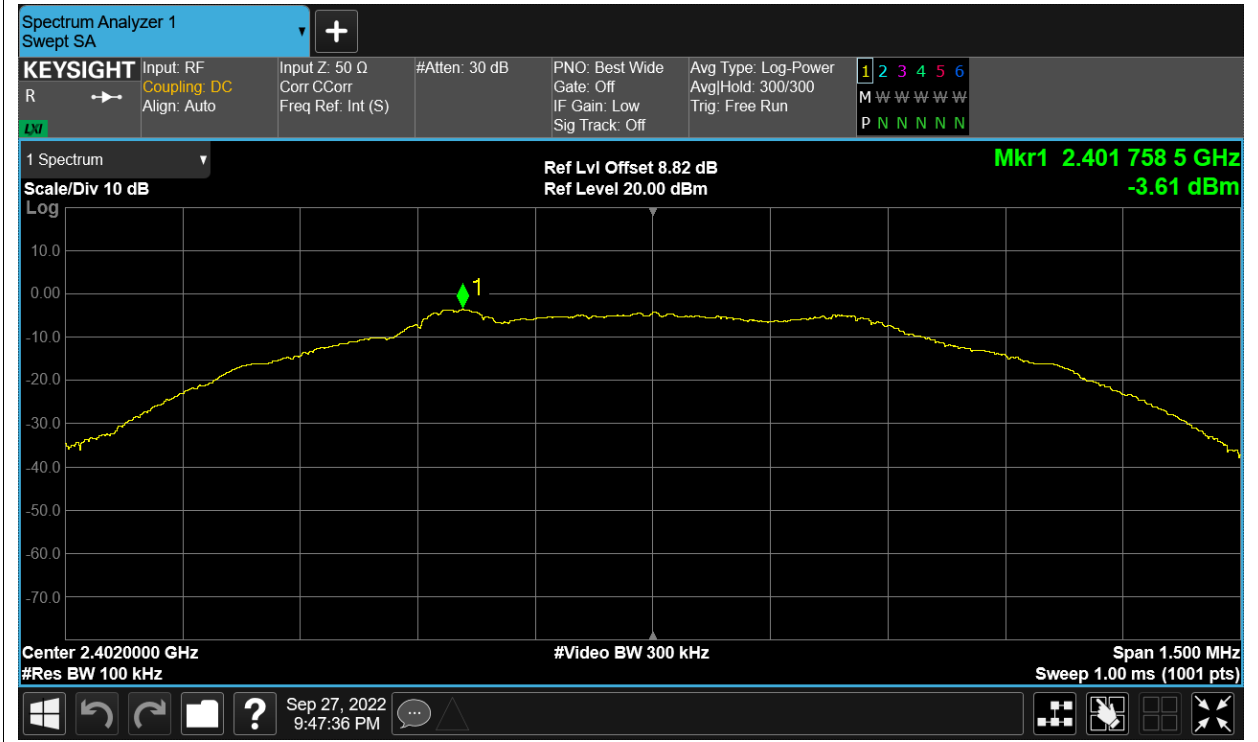 Spectrum Analyzer 1
Swept SA
KEYSIGHT
R
LXI
Input: RF
Coupling: DC
Align: Auto
Input Z: 50 Ω
Corr CCorr
Freq Ref: Int (S)
#Atten: 30 dB
PNO: Best Wide
Gate: Off
IF Gain: Low
Sig Track: Off
Avg Type: Log-Power
Avg|Hold: 300/300
Trig: Free Run
1 2 3 4 5 6
M W W W W W
P N N N N N
1 Spectrum
Scale/Div 10 dB
Log
Ref Lvl Offset 8.82 dB
Ref Level 20.00 dBm
Mkr1 2.401 758 5 GHz
-3.61 dBm
10.0
0.00
-10.0
-20.0
-30.0
-40.0
-50.0
-60.0
-70.0
1
Center 2.4020000 GHz
#Res BW 100 kHz
#Video BW 300 kHz
Span 1.500 MHz
Sweep 1.00 ms (1001 pts)
?
Sep 27, 2022
9:47:36 PM